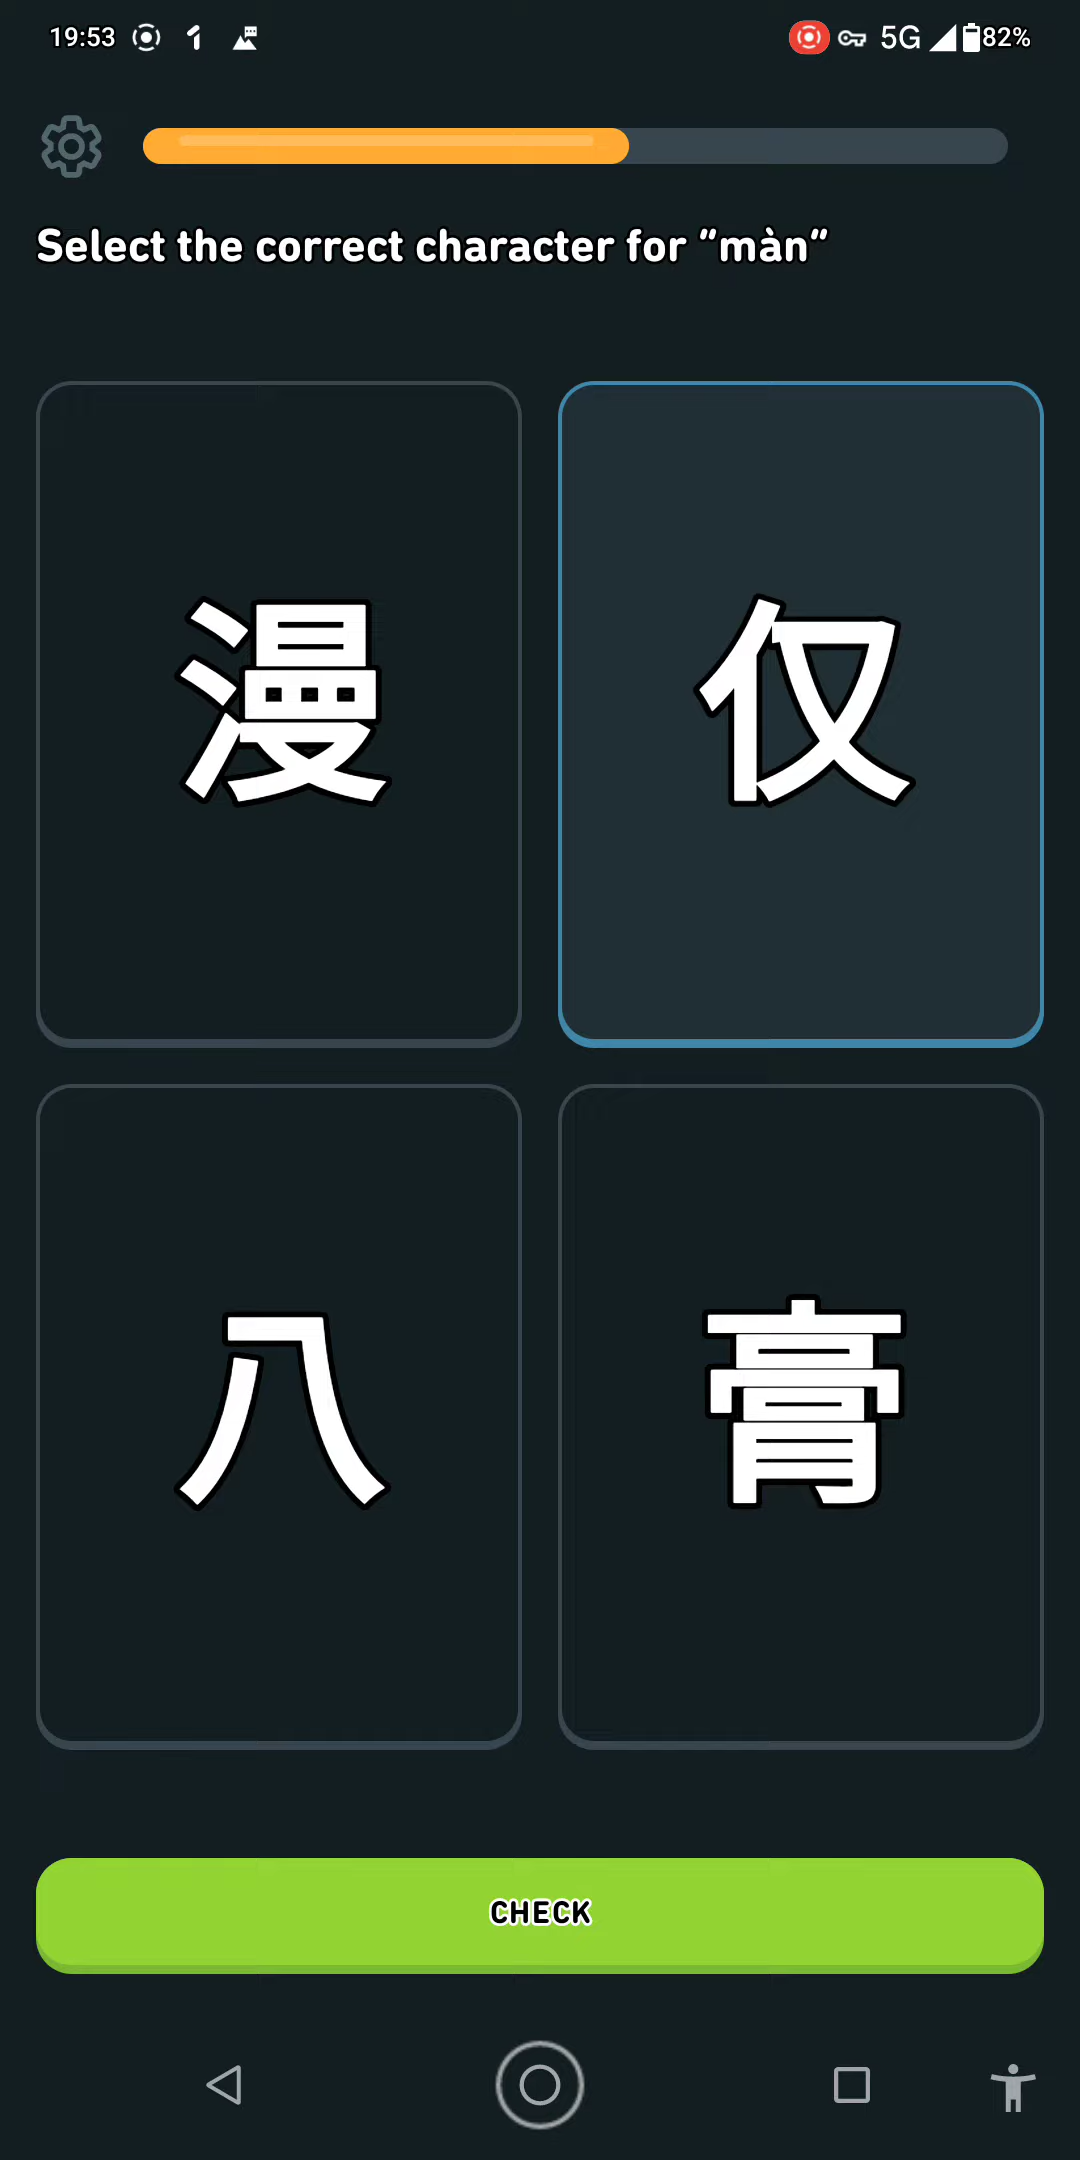 19:53
5G 82%
Select the correct character for "màn"
漫
仅
八
膏
CHECK